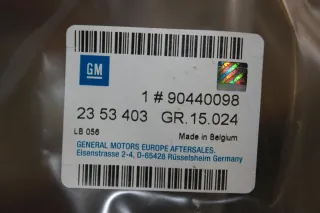 GM
1 # 90440098
23 53 403 GR.15.024
LB 056
Made in Belgium
GENERAL MOTORS EUROPE AFTERSALES.
Eisenstrasse 2-4, D-65428 Rüsselsheim Germany